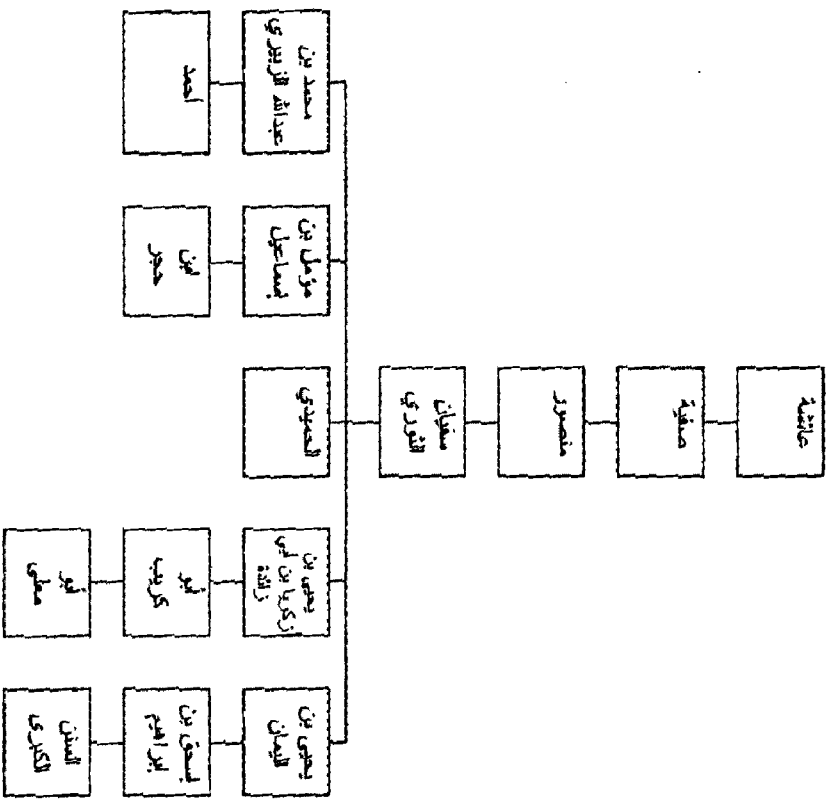 عائشة
صفية
منصور
سفيان
الثوري
محمد بن
عبدالله الزبيري
أحمد
مؤمل بن
إسماعيل
ابن
حجر
الحميدي
يحيى بن
زكريا بن أبي
زائدة
أبو
كريب
أبو
معلى
يحيى بن
اليمان
إسحق بن
إبراهيم
السنن
الكبرى